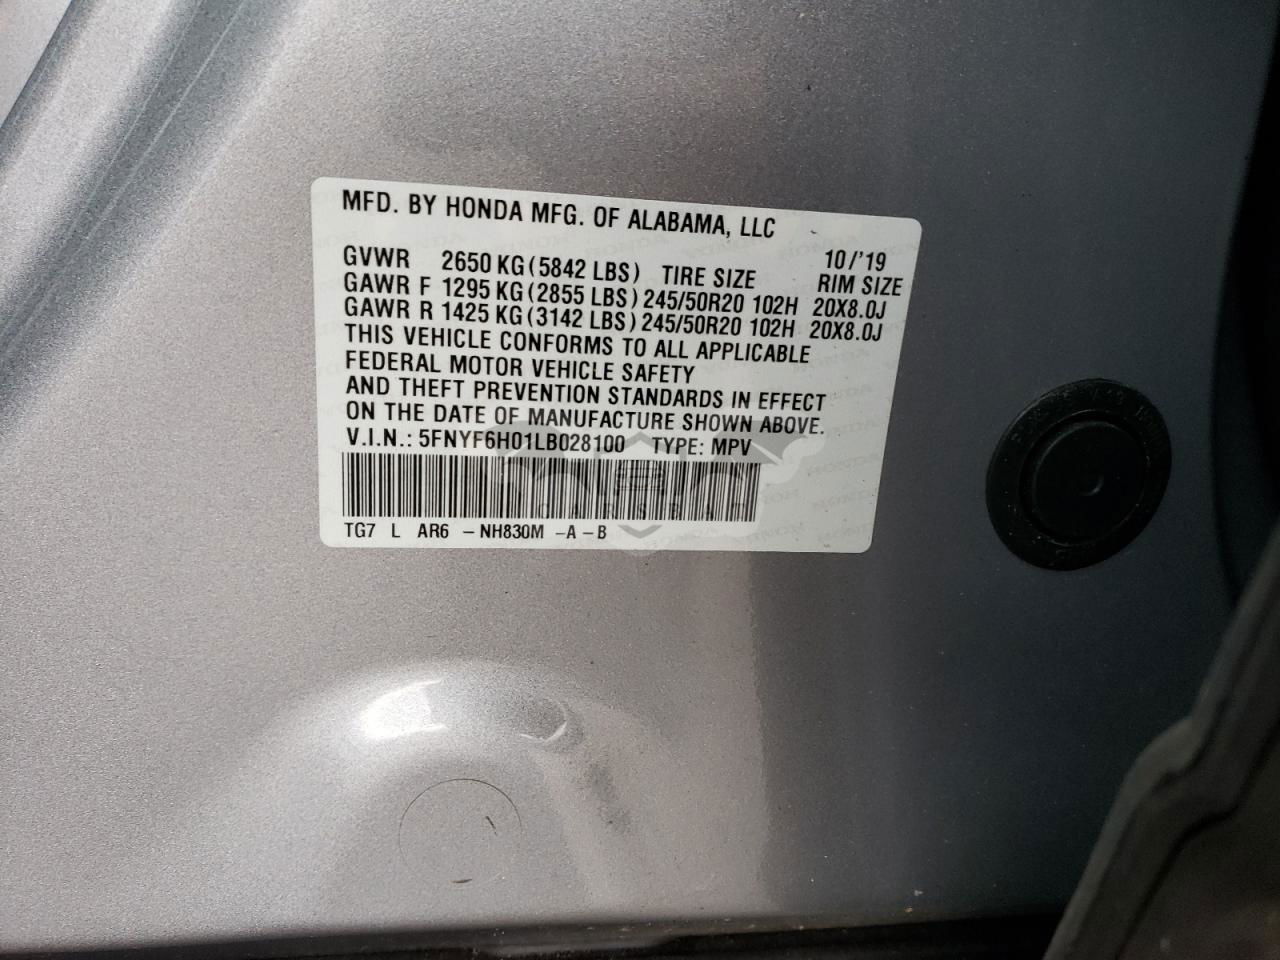 MFD. BY HONDA MFG. OF ALABAMA, LLC
10/'19
GVWR 2650 KG (5842 LBS) TIRE SIZE RIM SIZE
GAWR F 1295 KG (2855 LBS) 245/50R20 102H 20X8.0J
GAWR R 1425 KG (3142 LBS) 245/50R20 102H 20X8.0J
THIS VEHICLE CONFORMS TO ALL APPLICABLE
FEDERAL MOTOR VEHICLE SAFETY
AND THEFT PREVENTION STANDARDS IN EFFECT
ON THE DATE OF MANUFACTURE SHOWN ABOVE.
V.I.N.: 5FNYF6H01LB028100 TYPE: MPV
TG7 L AR6 - NH830M - A - B